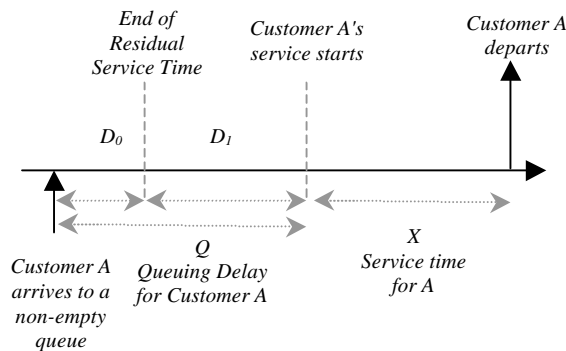 End of
Residual
Service Time
Customer A's
service starts
Customer A
departs
D0
D1
Q
Queuing Delay
for Customer A
X
Service time
for A
Customer A
arrives to a
non-empty
queue